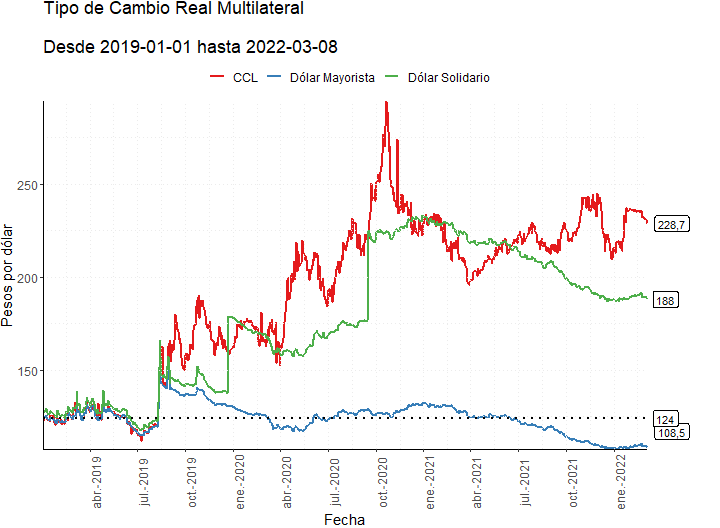 Tipo de Cambio Real Multilateral
Desde 2019-01-01 hasta 2022-03-08
CCL Dólar Mayorista Dólar Solidario
Pesos por dólar
250
200
150
228,7
188
124
108,5
abr.-2019 jul.-2019 oct.-2019 ene.-2020 abr.-2020 jul.-2020 oct.-2020 ene.-2021 abr.-2021 jul.-2021 oct.-2021 ene.-2022
Fecha